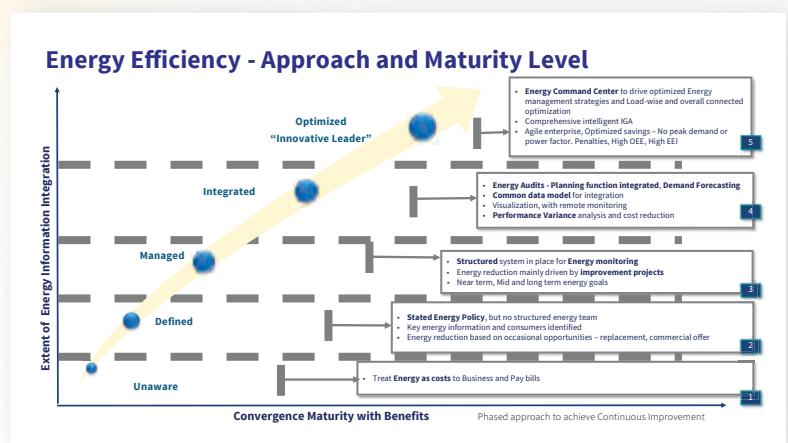 Energy Efficiency - Approach and Maturity Level
Extent of Energy Information Integration
Optimized
“Innovative Leader”
Integrated
Managed
Defined
Unaware
• Energy Command Center to drive optimized Energy
management strategies and Load-wise and overall connected
optimization
• Comprehensive intelligent IGA
• Agile enterprise, Optimized savings – No peak demand or
power factor. Penalties, High OEE, High EEI
5
• Energy Audits - Planning function integrated, Demand Forecasting
• Common data model for integration
• Visualization, with remote monitoring
• Performance Variance analysis and cost reduction
4
• Structured system in place for Energy monitoring
• Energy reduction mainly driven by improvement projects
• Near term, Mid and long term energy goals
3
• Stated Energy Policy, but no structured energy team
• Key energy information and consumers identified
• Energy reduction based on occasional opportunities – replacement, commercial offer
2
• Treat Energy as costs to Business and Pay bills
1
Convergence Maturity with Benefits
Phased approach to achieve Continuous Improvement